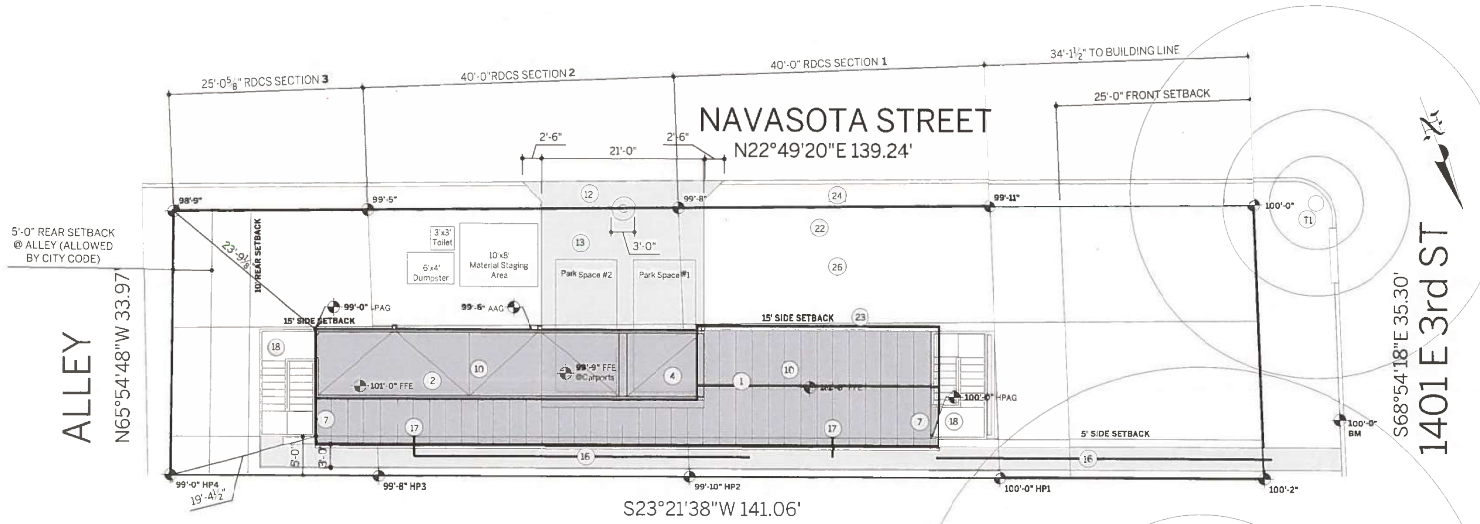 34'-1½" TO BUILDING LINE
40'-0" RDCS SECTION 1
40'-0" RDCS SECTION 2
25'-0⅝" RDCS SECTION 3
25'-0" FRONT SETBACK
NAVASOTA STREET
N22°49'20"E 139.24'
2'-6"
21'-0"
2'-6"
12
24
98'-9"
99'-5"
99'-8"
99'-11"
100'-0"
T1
5'-0" REAR SETBACK
@ ALLEY (ALLOWED
BY CITY CODE)
23'-9⅛"
10' REAR SETBACK
3'x3'
Toilet
6'x4'
Dumpster
10'x8'
Material Staging
Area
13
3'-0"
22
26
Park Space #2
Park Space #1
99'-0" LPAG
99'-6" AAG
15' SIDE SETBACK
15' SIDE SETBACK
23
18
2
10
101'-0" FFE
99'-9" FFE
@Carports
4
1
10
100'-0" HPAG
7
17
17
7
18
5' SIDE SETBACK
16
16
3'-0"
19'-4½"
99'-0" HP4
99'-8" HP3
99'-10" HP2
100'-0" HP1
100'-2"
100'-0"
BM
S23°21'38"W 141.06'
ALLEY
N65°54'48"W 33.97'
S68°54'18"E 35.30'
1401 E 3rd ST